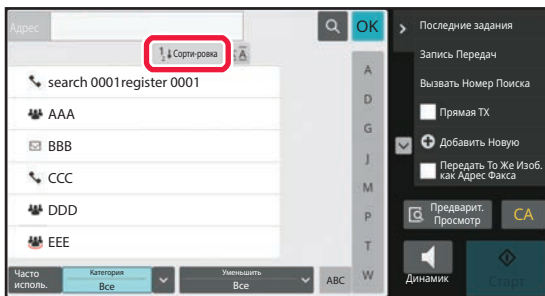 Адрес
OK
1 2 Сорти-ровка
A
search 0001register 0001
AAA
BBB
CCC
DDD
EEE
A
D
G
J
M
P
T
W
Часто исполь.
Категория
Все
Уменьшить
Все
ABC
Последние задания
Запись Передач
Вызвать Номер Поиска
Прямая TX
Добавить Новую
Передать То Же Изоб.
как Адрес Факса
Предварит.
Просмотр
CA
Динамик
Старт